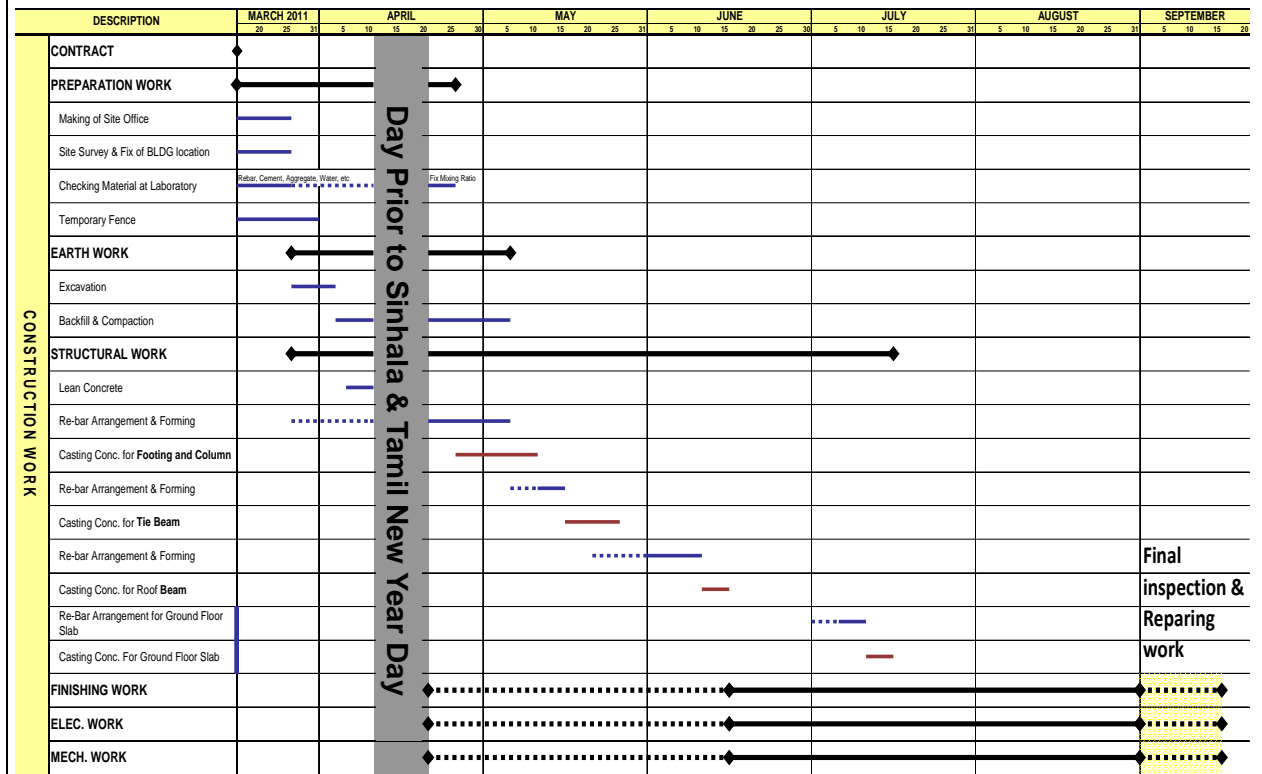 DESCRIPTION MARCH 2011 APRIL MAY JUNE JULY AUGUST SEPTEMBER
20 25 31 5 10 15 20 25 30 5 10 15 20 25 31 5 10 15 20 25 30 5 10 15 20 25 31 5 10 15 20 25 31 5 10 15 20
CONSTRUCTION WORK
CONTRACT
PREPARATION WORK
Making of Site Office
Site Survey & Fix of BLDG location
Rebar, Cement, Aggregate, Water, etc Fix Mixing Ratio
Checking Material at Laboratory
Temporary Fence
EARTH WORK
Excavation
Backfill & Compaction
STRUCTURAL WORK
Lean Concrete
Re-bar Arrangement & Forming
Casting Conc. for Footing and Column
Re-bar Arrangement & Forming
Casting Conc. for Tie Beam
Re-bar Arrangement & Forming
Casting Conc. for Roof Beam
Re-Bar Arrangement for Ground Floor
Slab
Casting Conc. For Ground Floor Slab
FINISHING WORK
ELEC. WORK
MECH. WORK
Day Prior to Sinhala & Tamil New Year Day
Final
inspection &
Reparing
work